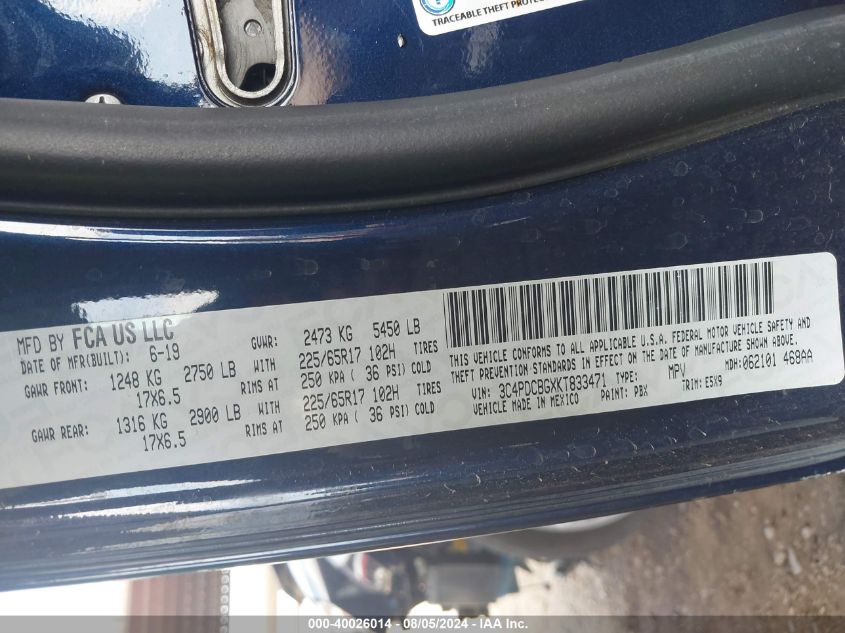 TRACEABLE THEFT PROTEC
MFD BY FCA US LLC
DATE OF MFR(BUILT): 6-19
GVWR: 2473 KG 5450 LB
GAWR FRONT: 1248 KG 2750 LB WITH 225/65R17 102H TIRES
17X6.5 RIMS AT 250 KPA ( 36 PSI) COLD
GAWR REAR: 1316 KG 2900 LB WITH 225/65R17 102H TIRES
17X6.5 RIMS AT 250 KPA ( 36 PSI) COLD
THIS VEHICLE CONFORMS TO ALL APPLICABLE U.S.A. FEDERAL MOTOR VEHICLE SAFETY AND
THEFT PREVENTION STANDARDS IN EFFECT ON THE DATE OF MANUFACTURE SHOWN ABOVE.
VIN: 3C4PDCBGXKT833471 TYPE: MPV MDH: 062101 468AA
VEHICLE MADE IN MEXICO PAINT: PBX TRIM: E5X9
000-40026014 - 08/05/2024 - IAA Inc.